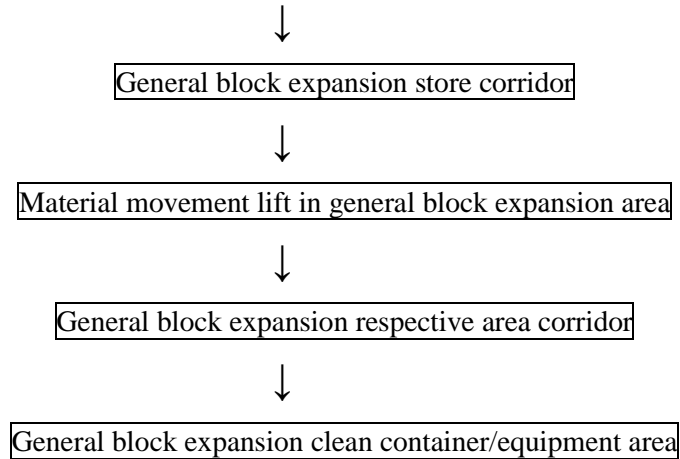 ↓
General block expansion store corridor
↓
Material movement lift in general block expansion area
↓
General block expansion respective area corridor
↓
General block expansion clean container/equipment area